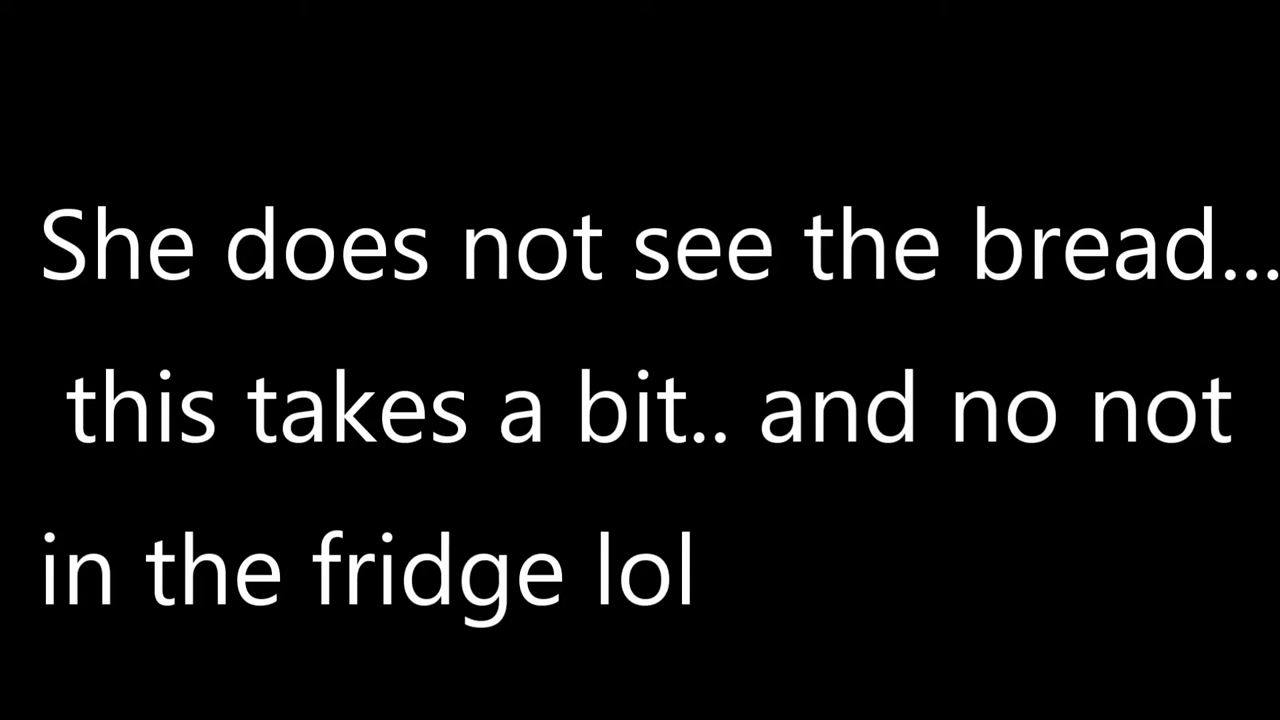 She does not see the bread...
this takes a bit.. and no not
in the fridge lol